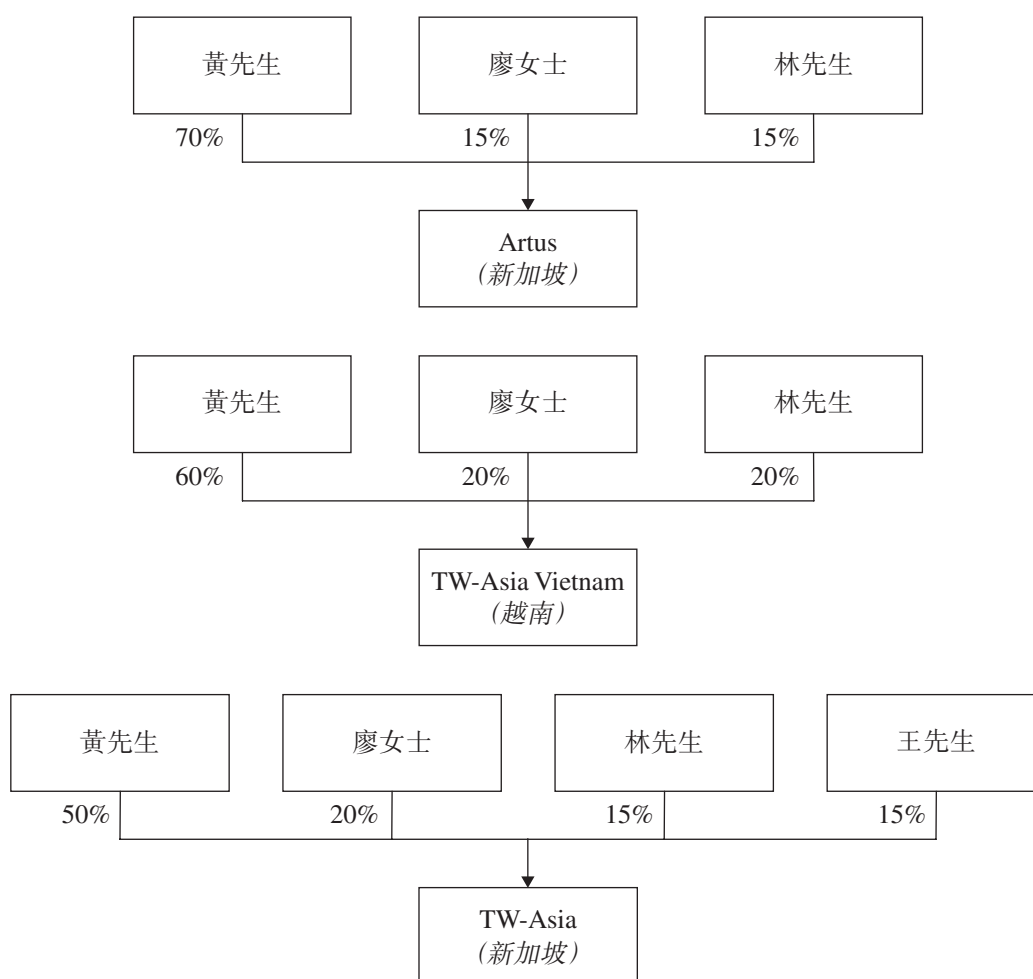 黃先生 廖女士 林先生
70% 15% 15%
Artus
(新加坡)
黃先生 廖女士 林先生
60% 20% 20%
TW-Asia Vietnam
(越南)
黃先生 廖女士 林先生 王先生
50% 20% 15% 15%
TW-Asia
(新加坡)